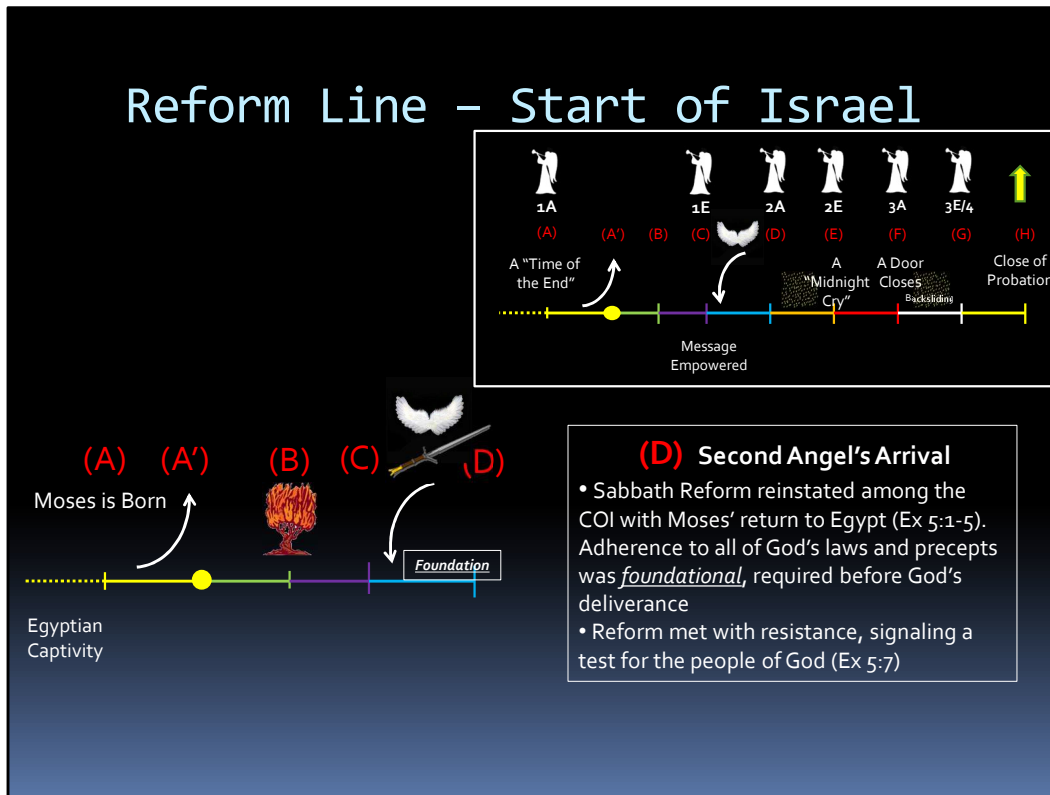 Reform Line – Start of Israel
1A 1E 2A 2E 3A 3E/4
(A) (A’) (B) (C) (D) (E) (F) (G) (H)
A “Time of
the End”
A
“Midnight
Cry”
A Door
Closes
Backsliding
Close of
Probation
Message
Empowered
(A) (A’) (B) (C) (D)
Moses is Born
Foundation
Egyptian
Captivity
(D) Second Angel’s Arrival
• Sabbath Reform reinstated among the
COI with Moses’ return to Egypt (Ex 5:1-5).
Adherence to all of God’s laws and precepts
was foundational, required before God’s
deliverance
• Reform met with resistance, signaling a
test for the people of God (Ex 5:7)